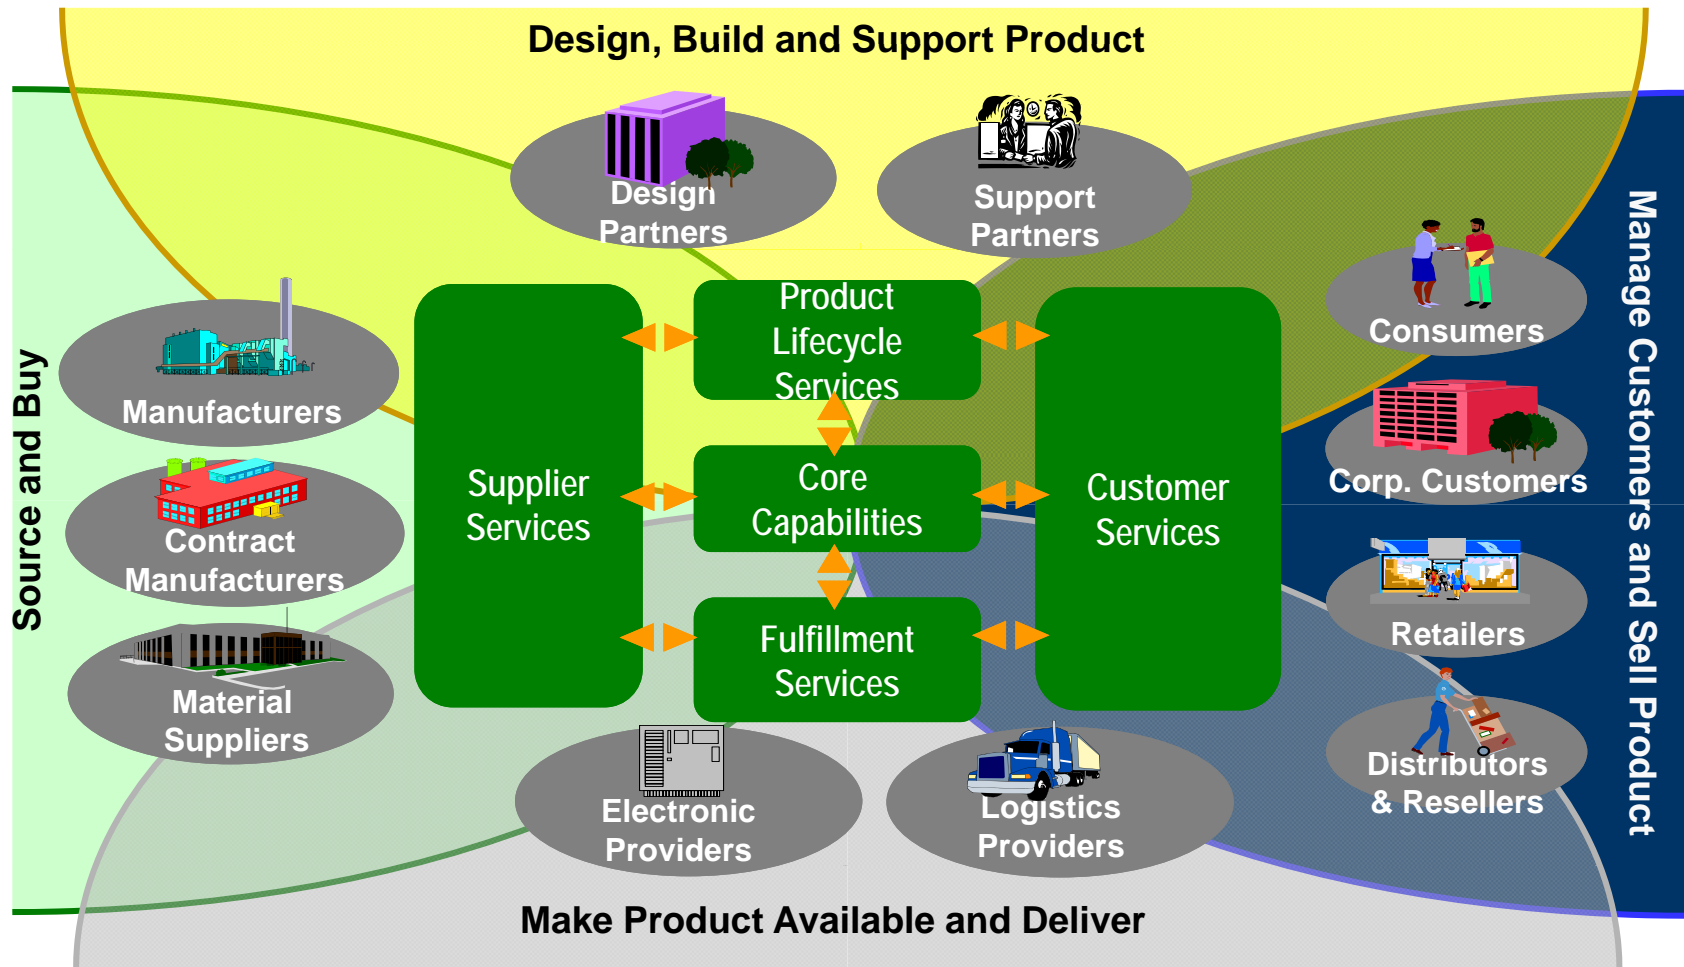 Design, Build and Support Product
Design
Partners
Support
Partners
Source and Buy
Manufacturers
Contract
Manufacturers
Material
Suppliers
Supplier
Services
Product
Lifecycle
Services
Core
Capabilities
Fulfillment
Services
Customer
Services
Consumers
Corp. Customers
Retailers
Distributors
& Resellers
Manage Customers and Sell Product
Electronic
Providers
Logistics
Providers
Make Product Available and Deliver